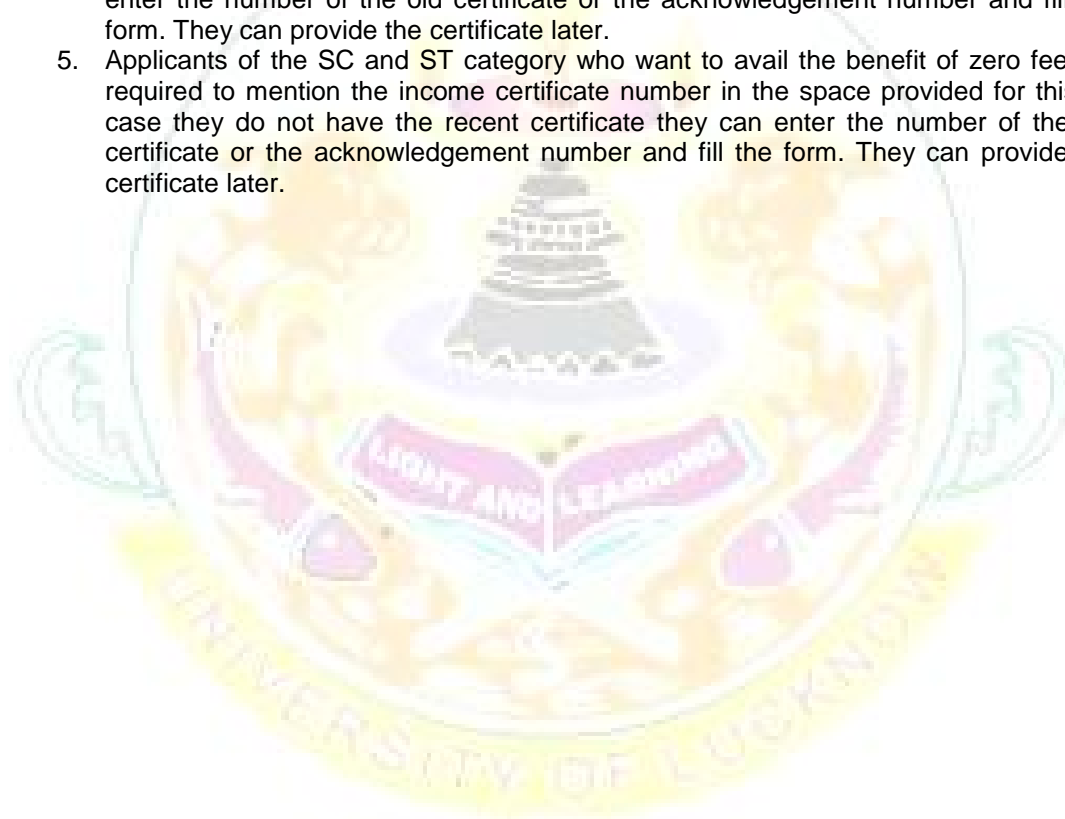 enter the number of the old certificate or the acknowledgement number and fil
form. They can provide the certificate later.
5. Applicants of the SC and ST category who want to avail the benefit of zero fee
required to mention the income certificate number in the space provided for this
case they do not have the recent certificate they can enter the number of the
certificate or the acknowledgement number and fill the form. They can provide
certificate later.
LIGHT AND LEARNING
UNIVERSITY OF LUCKNOW